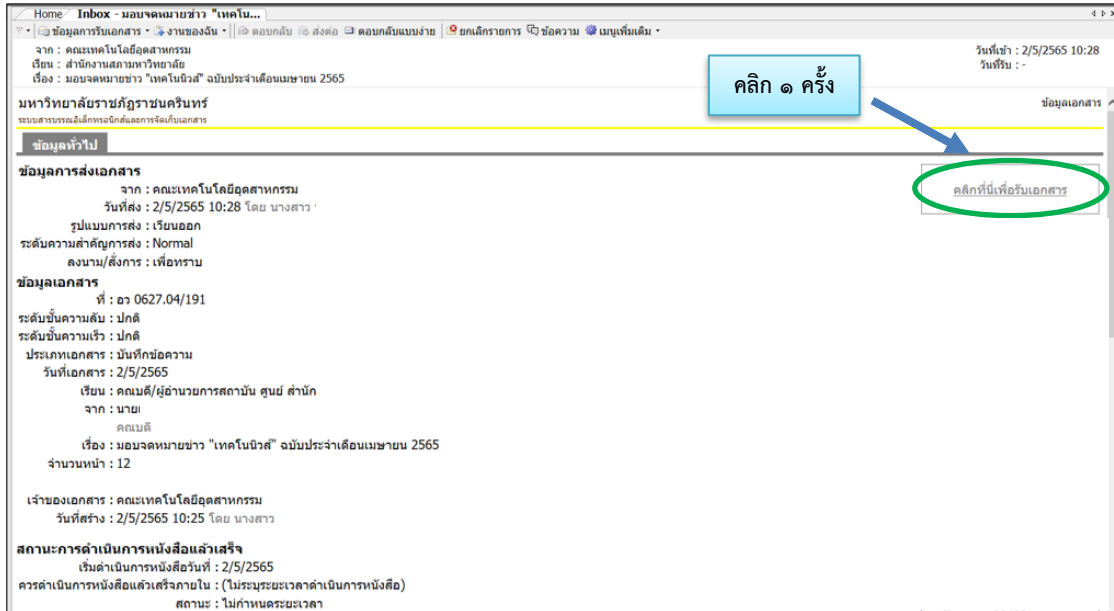 Home Inbox - มอบจดหมายข่าว "เทคโน...
ข้อมูลการรับเอกสาร งานของฉัน ตอบกลับ ส่งต่อ ตอบกลับแบบง่าย ยกเลิกรายการ ข้อความ เมนูเพิ่มเติม
จาก : คณะเทคโนโลยีอุตสาหกรรม วันที่เข้า : 2/5/2565 10:28
เรียน : สำนักงานสภามหาวิทยาลัย วันที่รับ : -
เรื่อง : มอบจดหมายข่าว "เทคโนนิวส์" ฉบับประจำเดือนเมษายน 2565
คลิก ๑ ครั้ง
มหาวิทยาลัยราชภัฏราชนครินทร์ ข้อมูลเอกสาร
ระบบสารบรรณอิเล็กทรอนิกส์และการจัดเก็บเอกสาร
ข้อมูลทั่วไป
ข้อมูลการส่งเอกสาร
จาก : คณะเทคโนโลยีอุตสาหกรรม
คลิกที่นี่เพื่อรับเอกสาร
วันที่ส่ง : 2/5/2565 10:28 โดย นางสาว
รูปแบบการส่ง : เวียนออก
ระดับความสำคัญการส่ง : Normal
ลงนาม/สั่งการ : เพื่อทราบ
ข้อมูลเอกสาร
ที่ : อว 0627.04/191
ระดับชั้นความลับ : ปกติ
ระดับชั้นความเร็ว : ปกติ
ประเภทเอกสาร : บันทึกข้อความ
วันที่เอกสาร : 2/5/2565
เรียน : คณบดี/ผู้อำนวยการสถาบัน ศูนย์ สำนัก
จาก : นาย
คณบดี
เรื่อง : มอบจดหมายข่าว "เทคโนนิวส์" ฉบับประจำเดือนเมษายน 2565
จำนวนหน้า : 12
เจ้าของเอกสาร : คณะเทคโนโลยีอุตสาหกรรม
วันที่สร้าง : 2/5/2565 10:25 โดย นางสาว
สถานะการดำเนินการหนังสือแล้วเสร็จ
เริ่มดำเนินการหนังสือวันที่ : 2/5/2565
ควรดำเนินการหนังสือแล้วเสร็จภายใน : (ไม่ระบุระยะเวลาดำเนินการหนังสือ)
สถานะ : ไม่กำหนดระยะเวลา